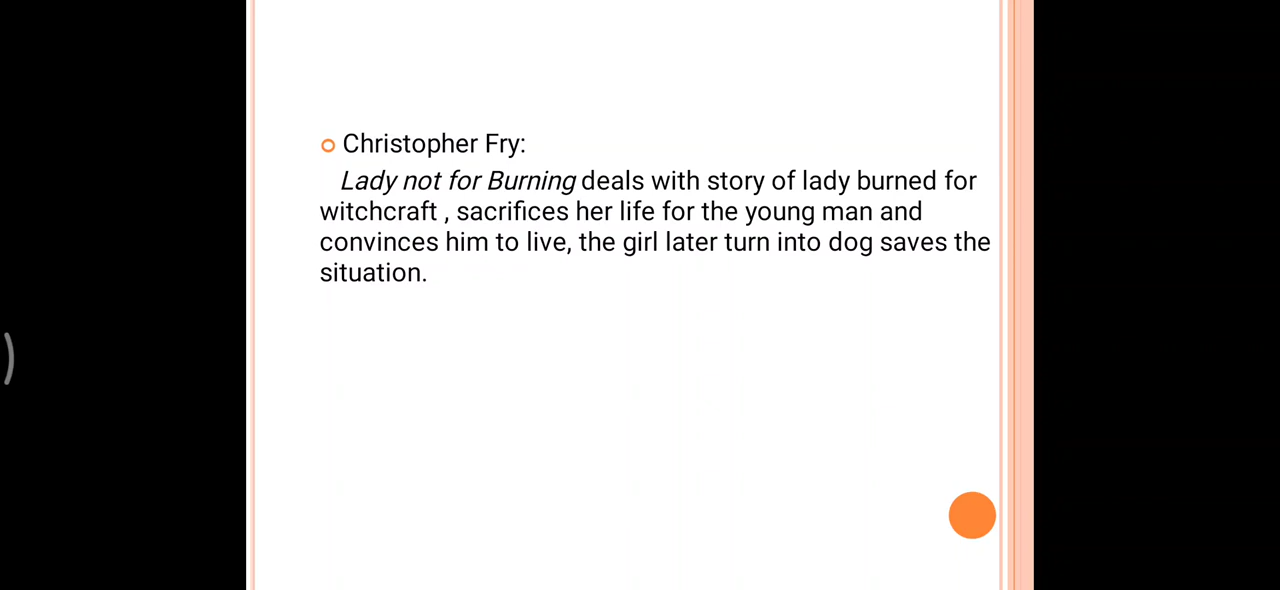 Christopher Fry:
Lady not for Burning deals with story of lady burned for
witchcraft , sacrifices her life for the young man and
convinces him to live, the girl later turn into dog saves the
situation.